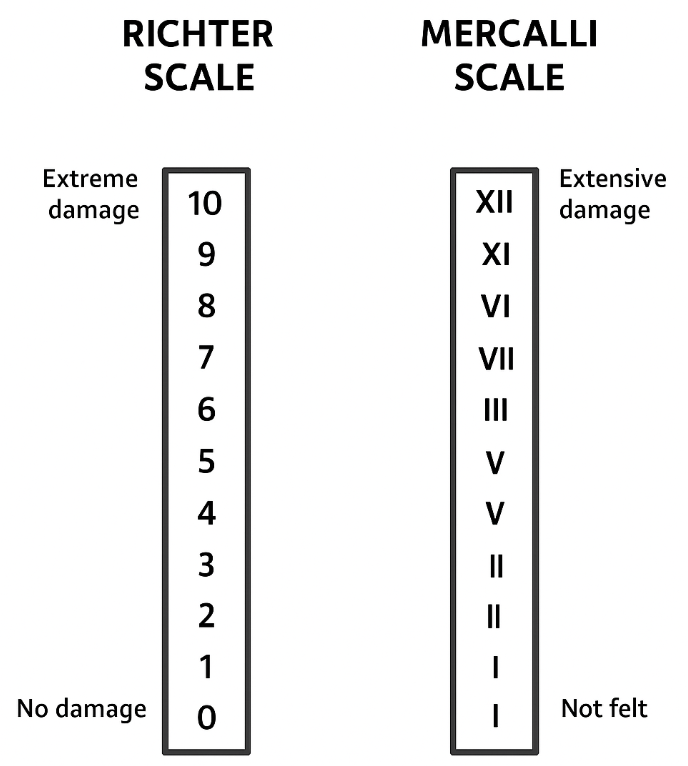 RICHTER
SCALE
Extreme
damage
10
9
8
7
6
5
4
3
2
1
No damage
0
MERCALLI
SCALE
XII
Extensive
damage
XI
VI
VII
III
V
V
II
II
I
I
Not felt